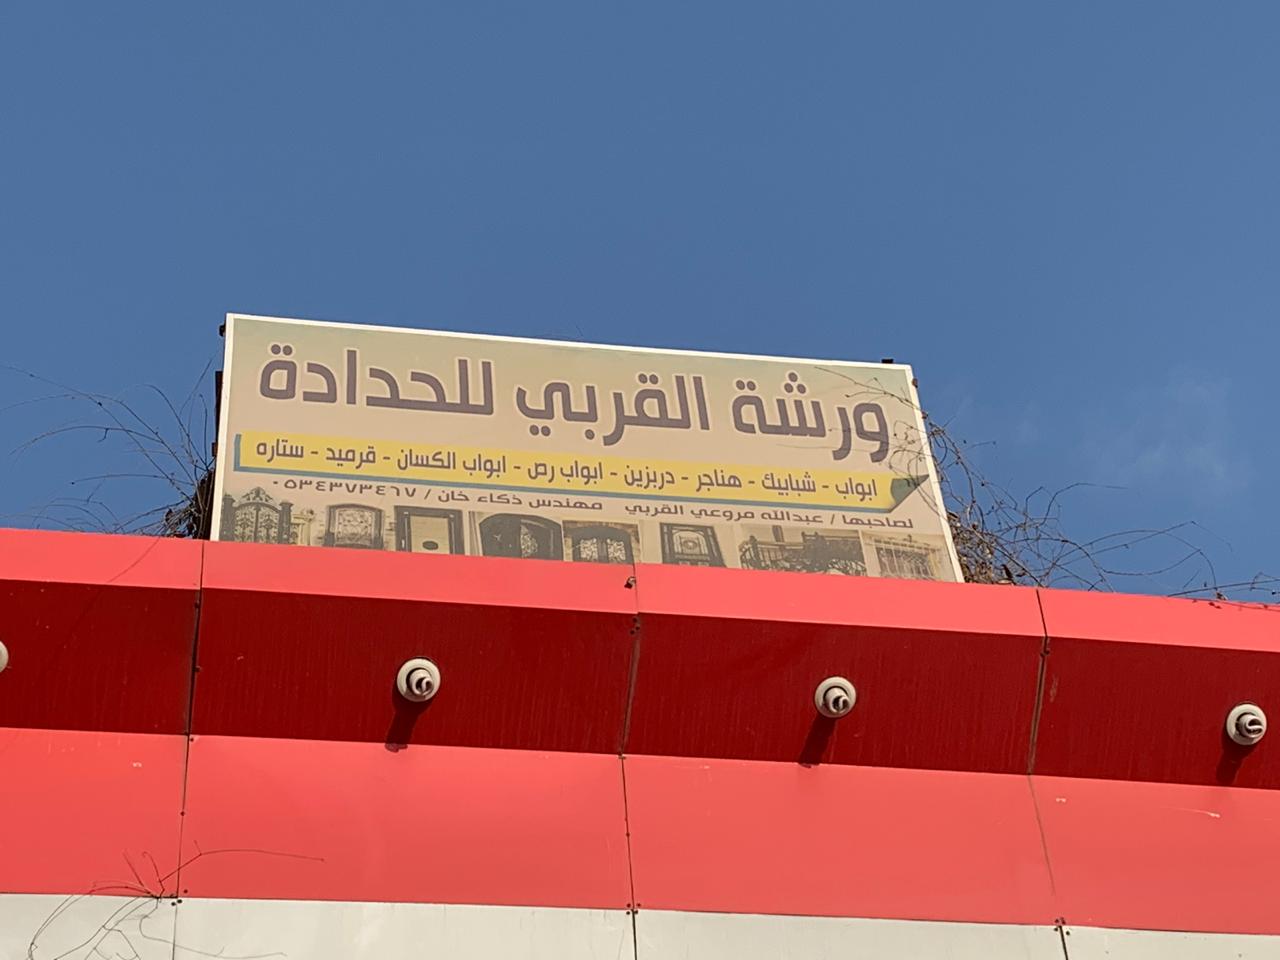 ورشة القربي للحدادة
ابواب - شبابيك - هناجر - دربزين - ابواب رص - ابواب الكسان - قرميد - ستاره
لصاحبها / عبدالله مروعي القربي مهندس ذكاء خان / ٠٥٣٤٣٧٣٤٦٧